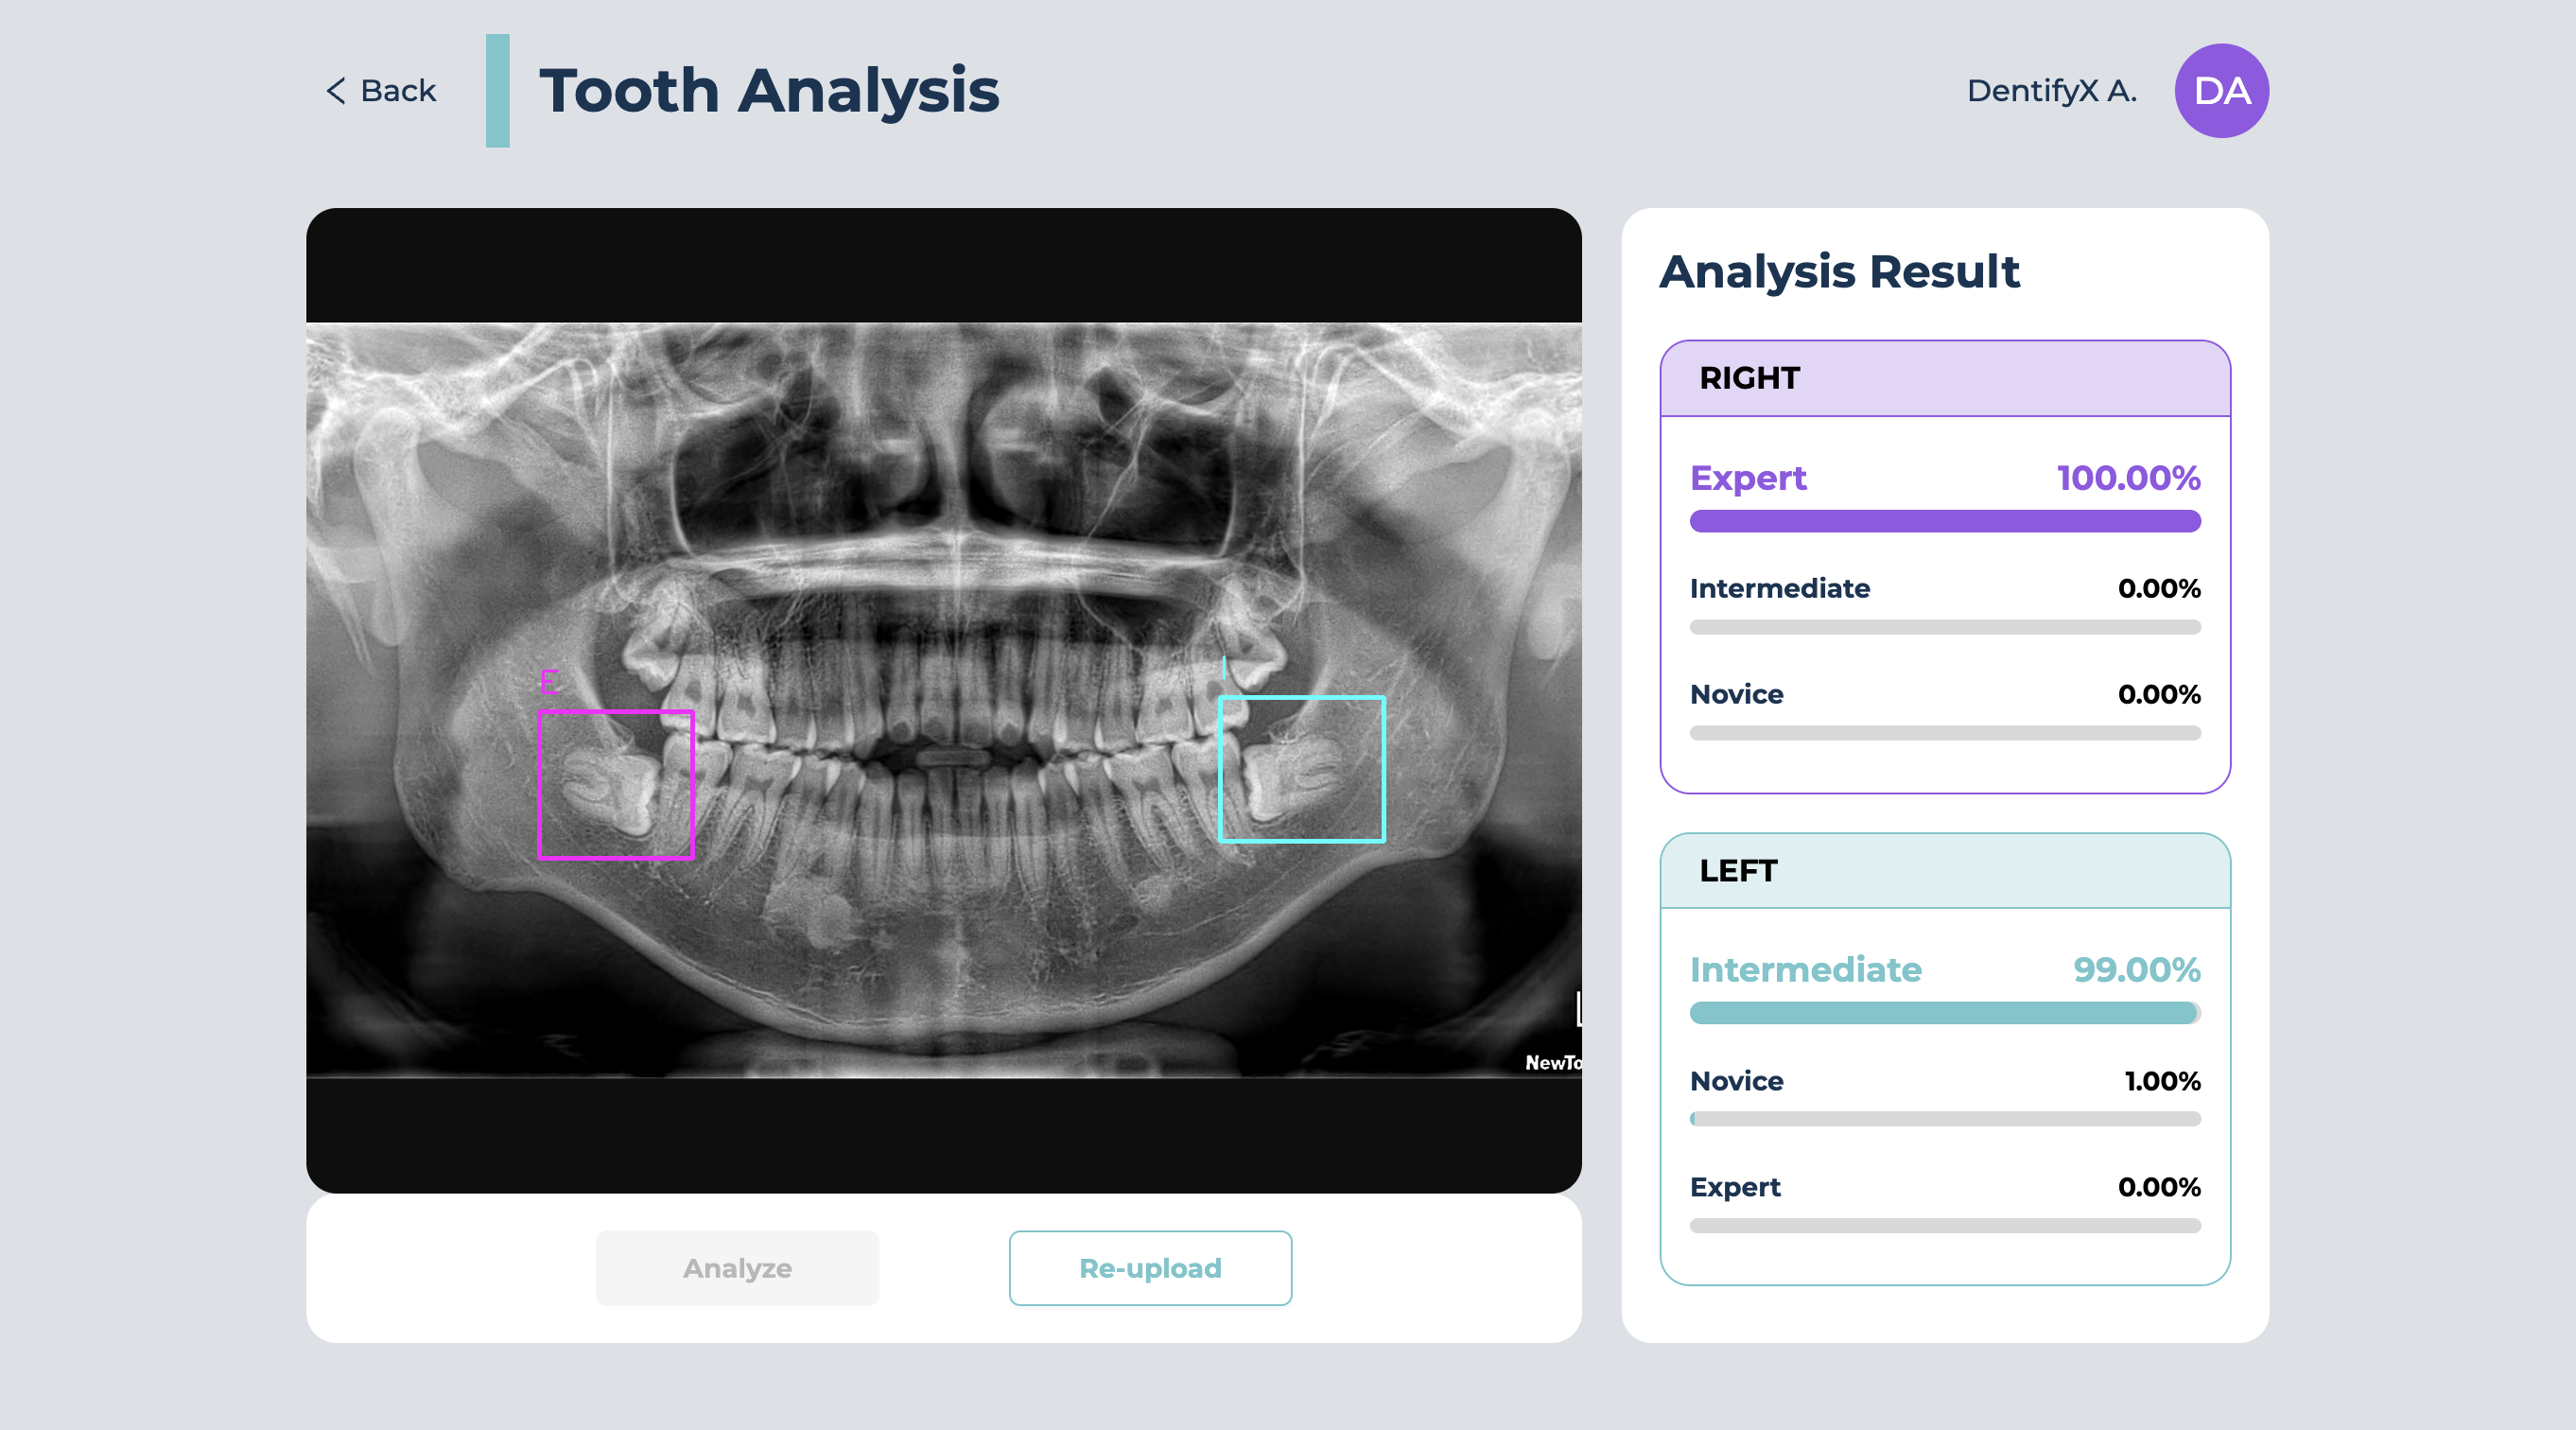 Back
Tooth Analysis
DentifyX A.
DA
E
I
L
NewTo
Analyze
Re-upload
Analysis Result
RIGHT
Expert 100.00%
Intermediate 0.00%
Novice 0.00%
LEFT
Intermediate 99.00%
Novice 1.00%
Expert 0.00%